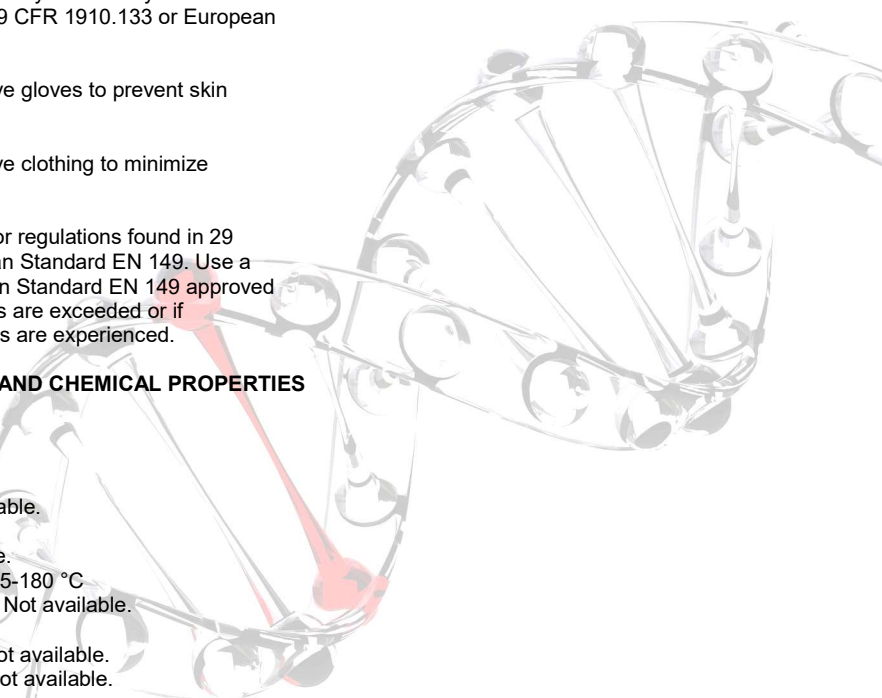 9 CFR 1910.133 or European
ve gloves to prevent skin
ve clothing to minimize
or regulations found in 29
an Standard EN 149. Use a
n Standard EN 149 approved
s are exceeded or if
s are experienced.
AND CHEMICAL PROPERTIES
able.
e.
5-180 °C
Not available.
ot available.
ot available.